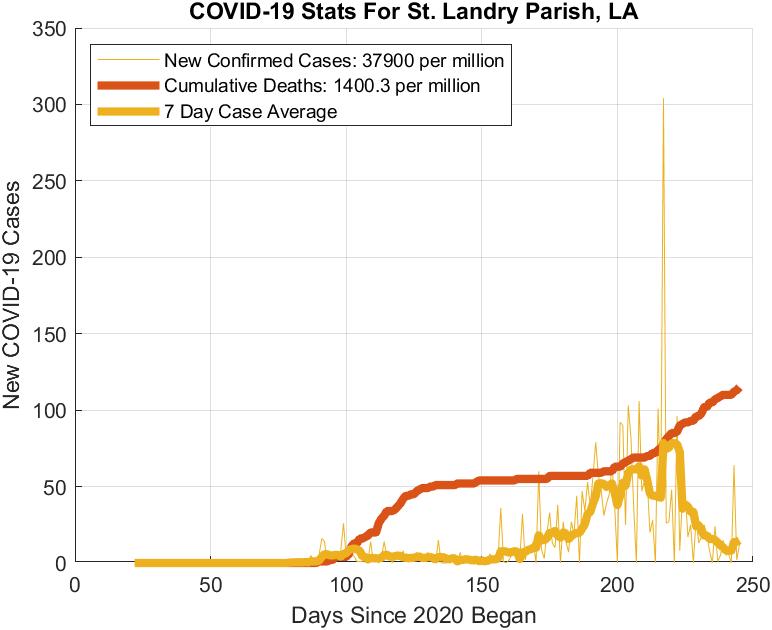 COVID-19 Stats For St. Landry Parish, LA
New Confirmed Cases: 37900 per million
Cumulative Deaths: 1400.3 per million
7 Day Case Average
New COVID-19 Cases
350
300
250
200
150
100
50
0
0 50 100 150 200 250
Days Since 2020 Began